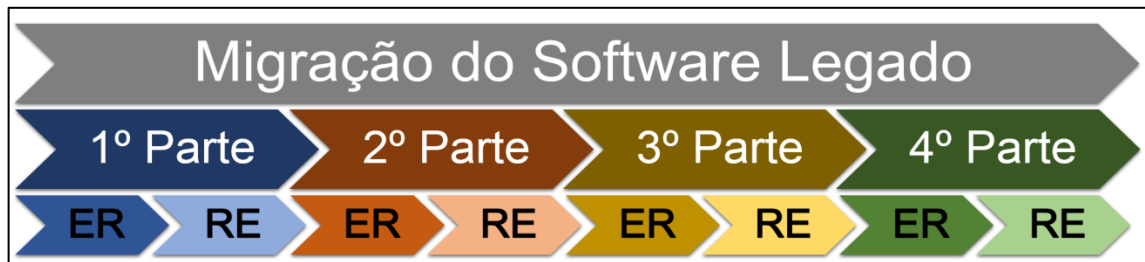 Migração do Software Legado
1º Parte 2º Parte 3º Parte 4º Parte
ER RE ER RE ER RE ER RE